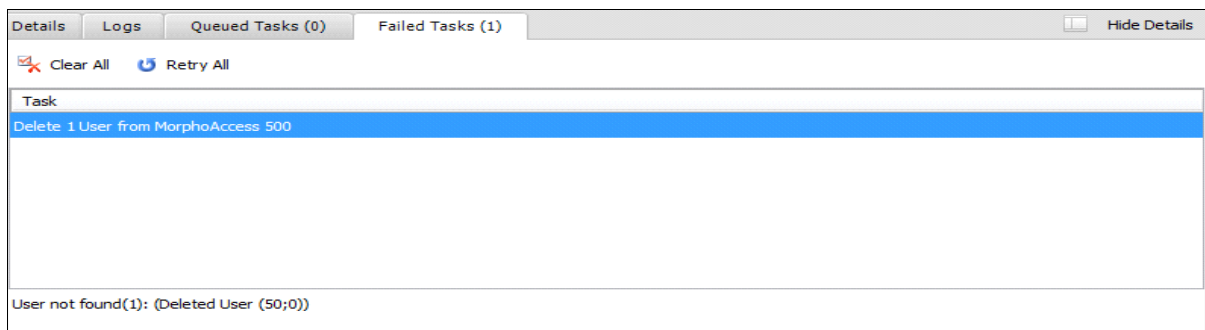 Details Logs Queued Tasks (0) Failed Tasks (1) Hide Details
Clear All Retry All
Task
Delete 1 User from MorphoAccess 500
User not found(1): (Deleted User (50;0))